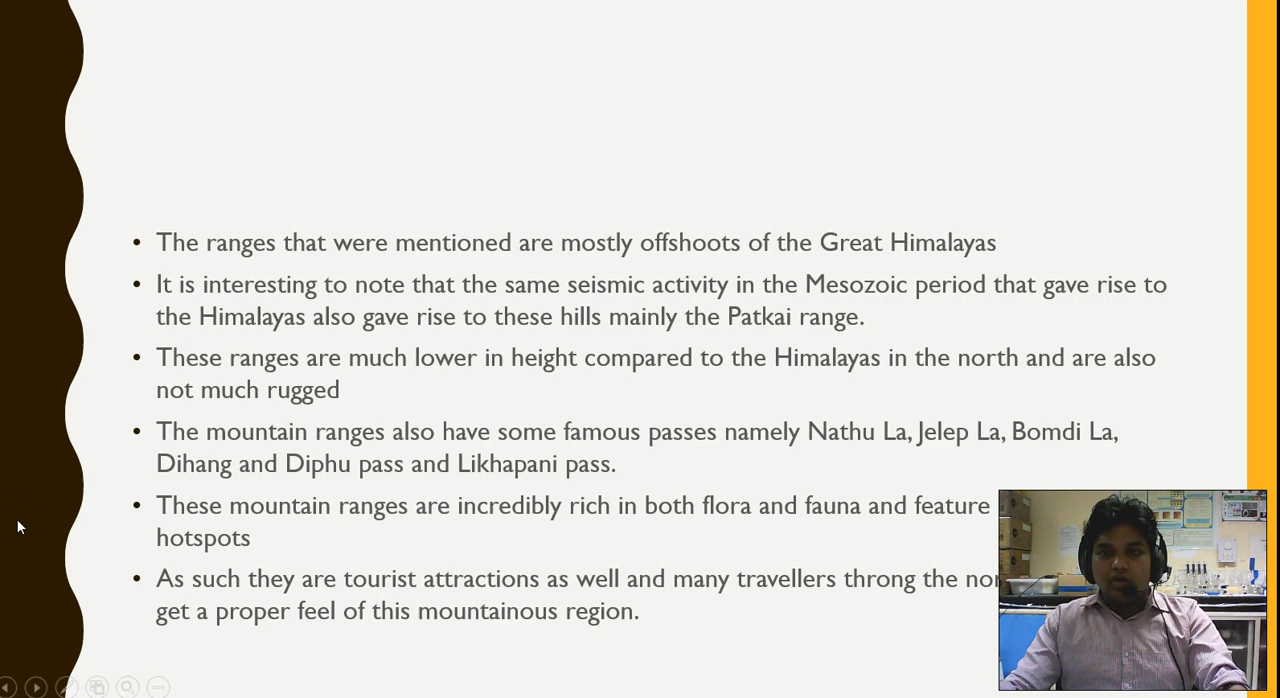 • The ranges that were mentioned are mostly offshoots of the Great Himalayas
• It is interesting to note that the same seismic activity in the Mesozoic period that gave rise to
the Himalayas also gave rise to these hills mainly the Patkai range.
• These ranges are much lower in height compared to the Himalayas in the north and are also
not much rugged
• The mountain ranges also have some famous passes namely Nathu La, Jelep La, Bomdi La,
Dihang and Diphu pass and Likhapani pass.
• These mountain ranges are incredibly rich in both flora and fauna and feature
hotspots
• As such they are tourist attractions as well and many travellers throng the
get a proper feel of this mountainous region.